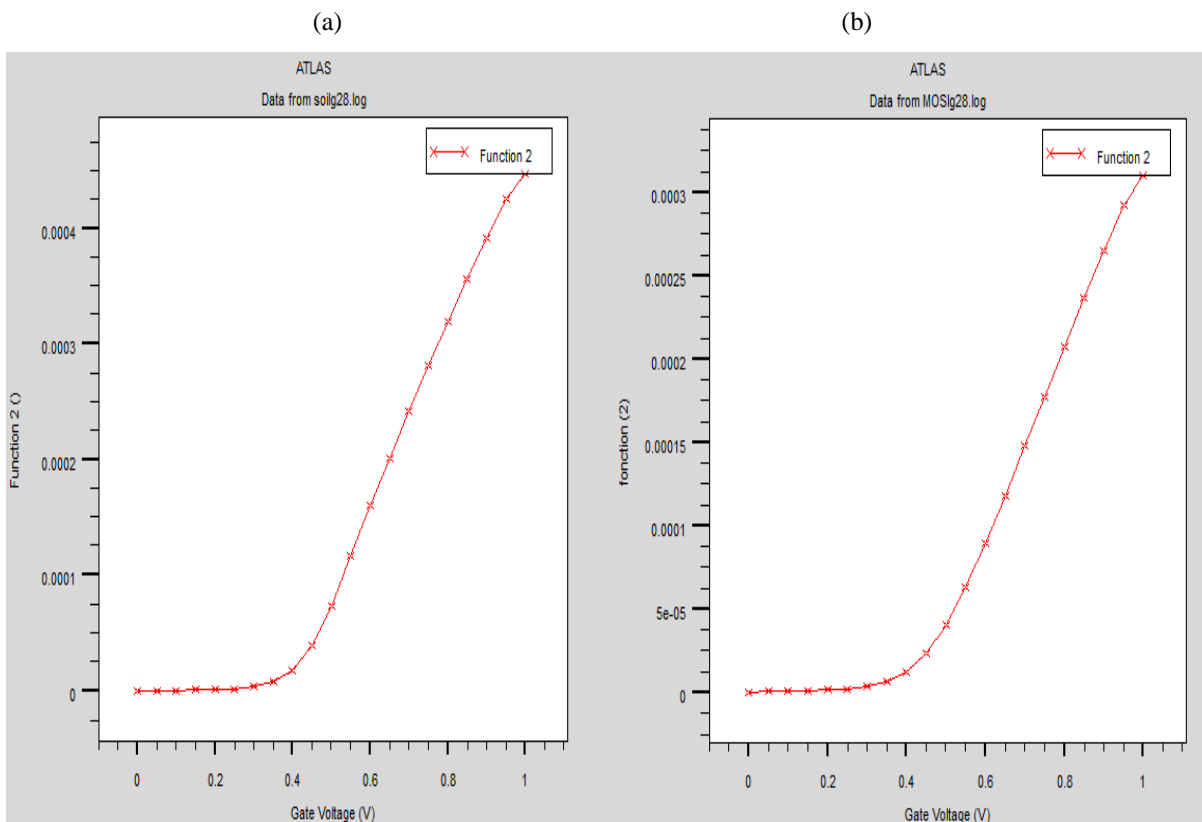 (a)
(b)
ATLAS
Data from soilg28.log
Function 2
0.0004
0.0003
0.0002
0.0001
0
Function 2 ()
0
0.2
0.4
0.6
0.8
1
Gate Voltage (V)
ATLAS
Data from MOSIg28.log
Function 2
0.0003
0.00025
0.0002
0.00015
0.0001
5e-05
0
fonction (2)
0
0.2
0.4
0.6
0.8
1
Gate Voltage (V)